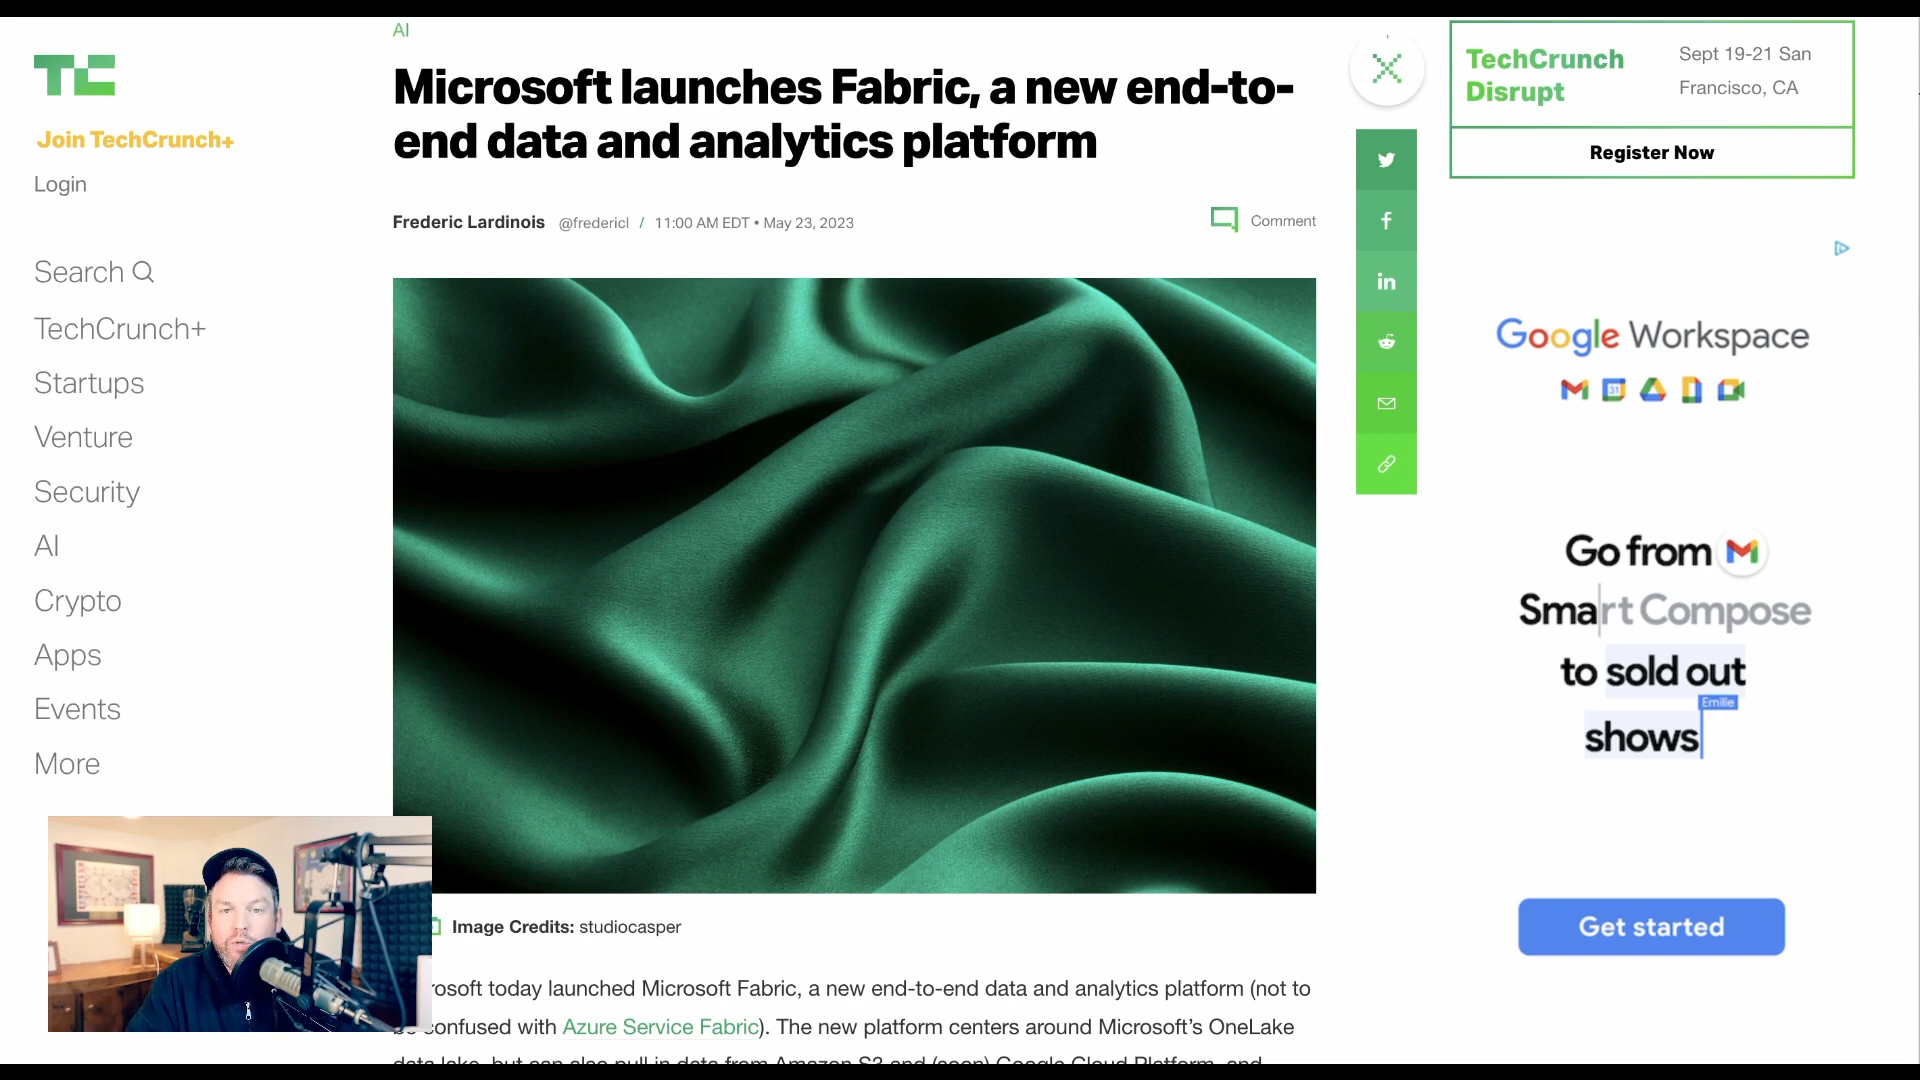 TC
Join TechCrunch+
Login
Search
TechCrunch+
Startups
Venture
Security
AI
Crypto
Apps
Events
More
AI
Microsoft launches Fabric, a new end-to-
end data and analytics platform
Frederic Lardinois @fredericl / 11:00 AM EDT • May 23, 2023
Comment
Image Credits: studiocasper
rosoft today launched Microsoft Fabric, a new end-to-end data and analytics platform (not to
confused with Azure Service Fabric). The new platform centers around Microsoft's OneLake
data lake, but can also pull in data from Amazon S3 and (soon) Google Cloud Platform, and
TechCrunch
Disrupt
Sept 19-21 San
Francisco, CA
Register Now
Google Workspace
31
Go from
Smart Compose
to sold out
Emilie
shows
Get started